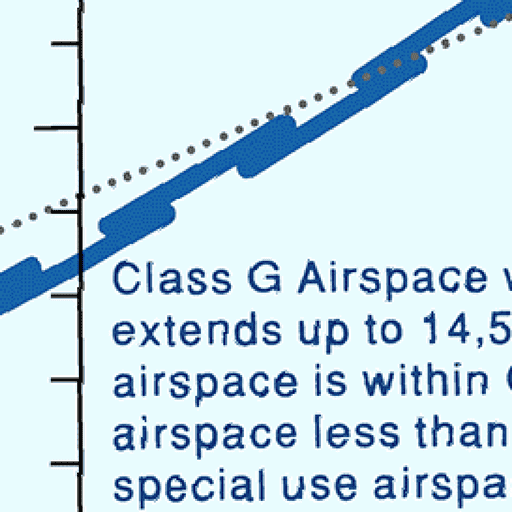 Class G Airspace
extends up to 14,5
airspace is within
airspace less than
special use airspa